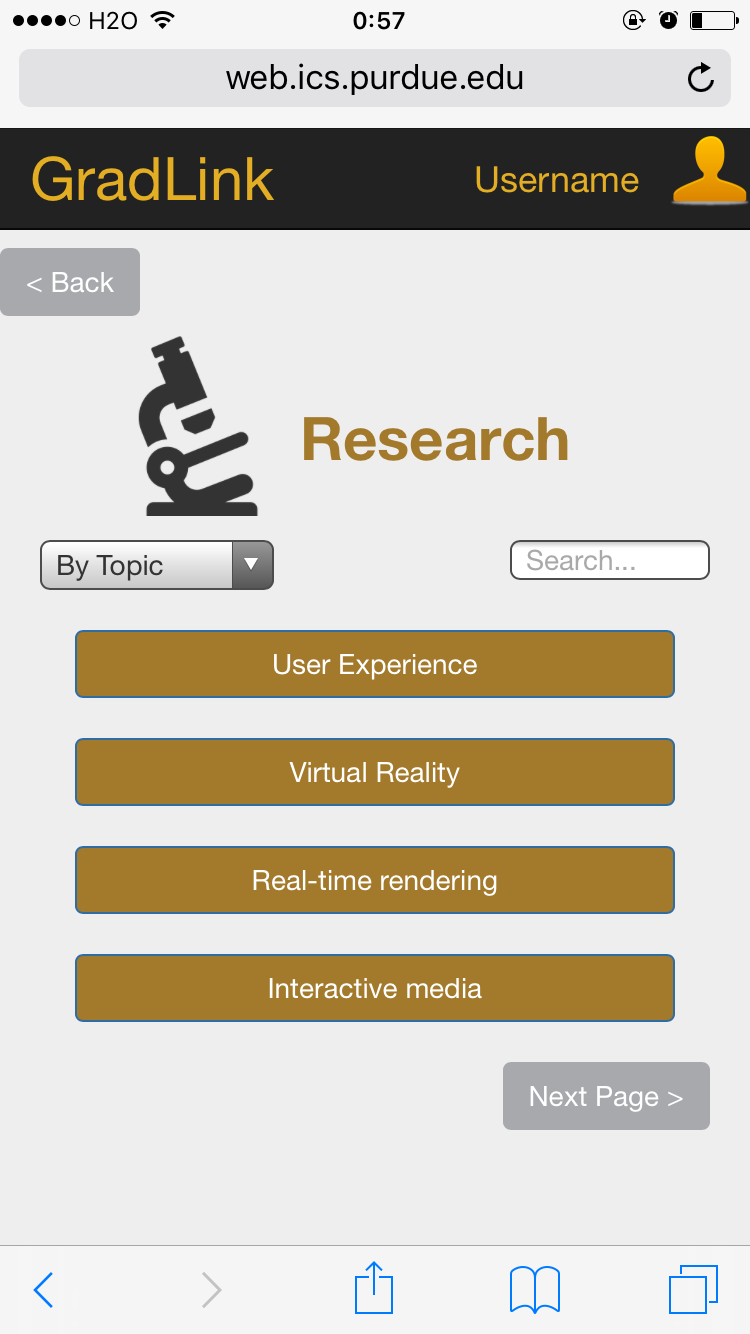 H2O 0:57
web.ics.purdue.edu
GradLink Username
< Back
Research
By Topic Search...
User Experience
Virtual Reality
Real-time rendering
Interactive media
Next Page >